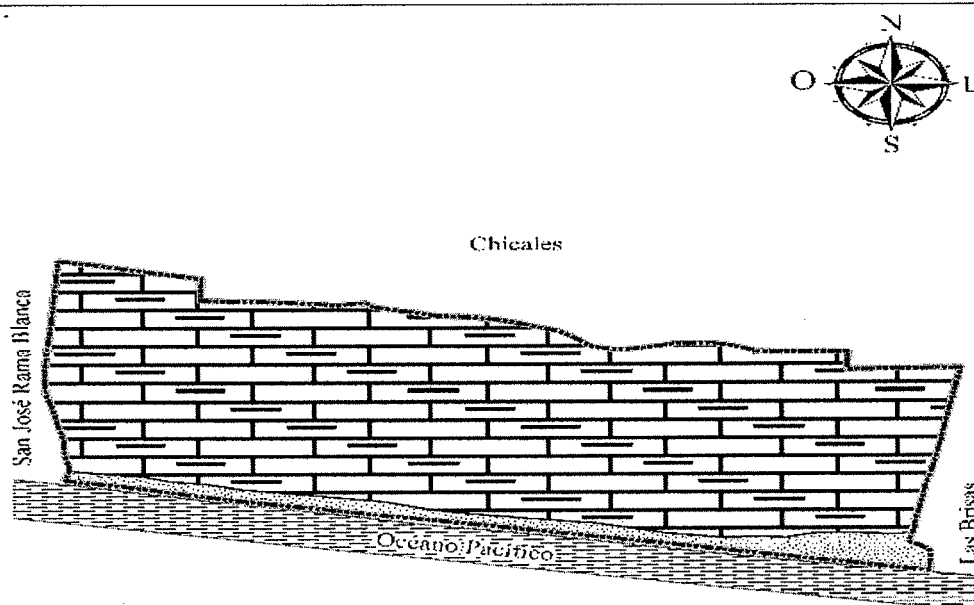 N
O
L
S
Chicales
San José Rama Blanca
Las Brisas
Océano Pacífico